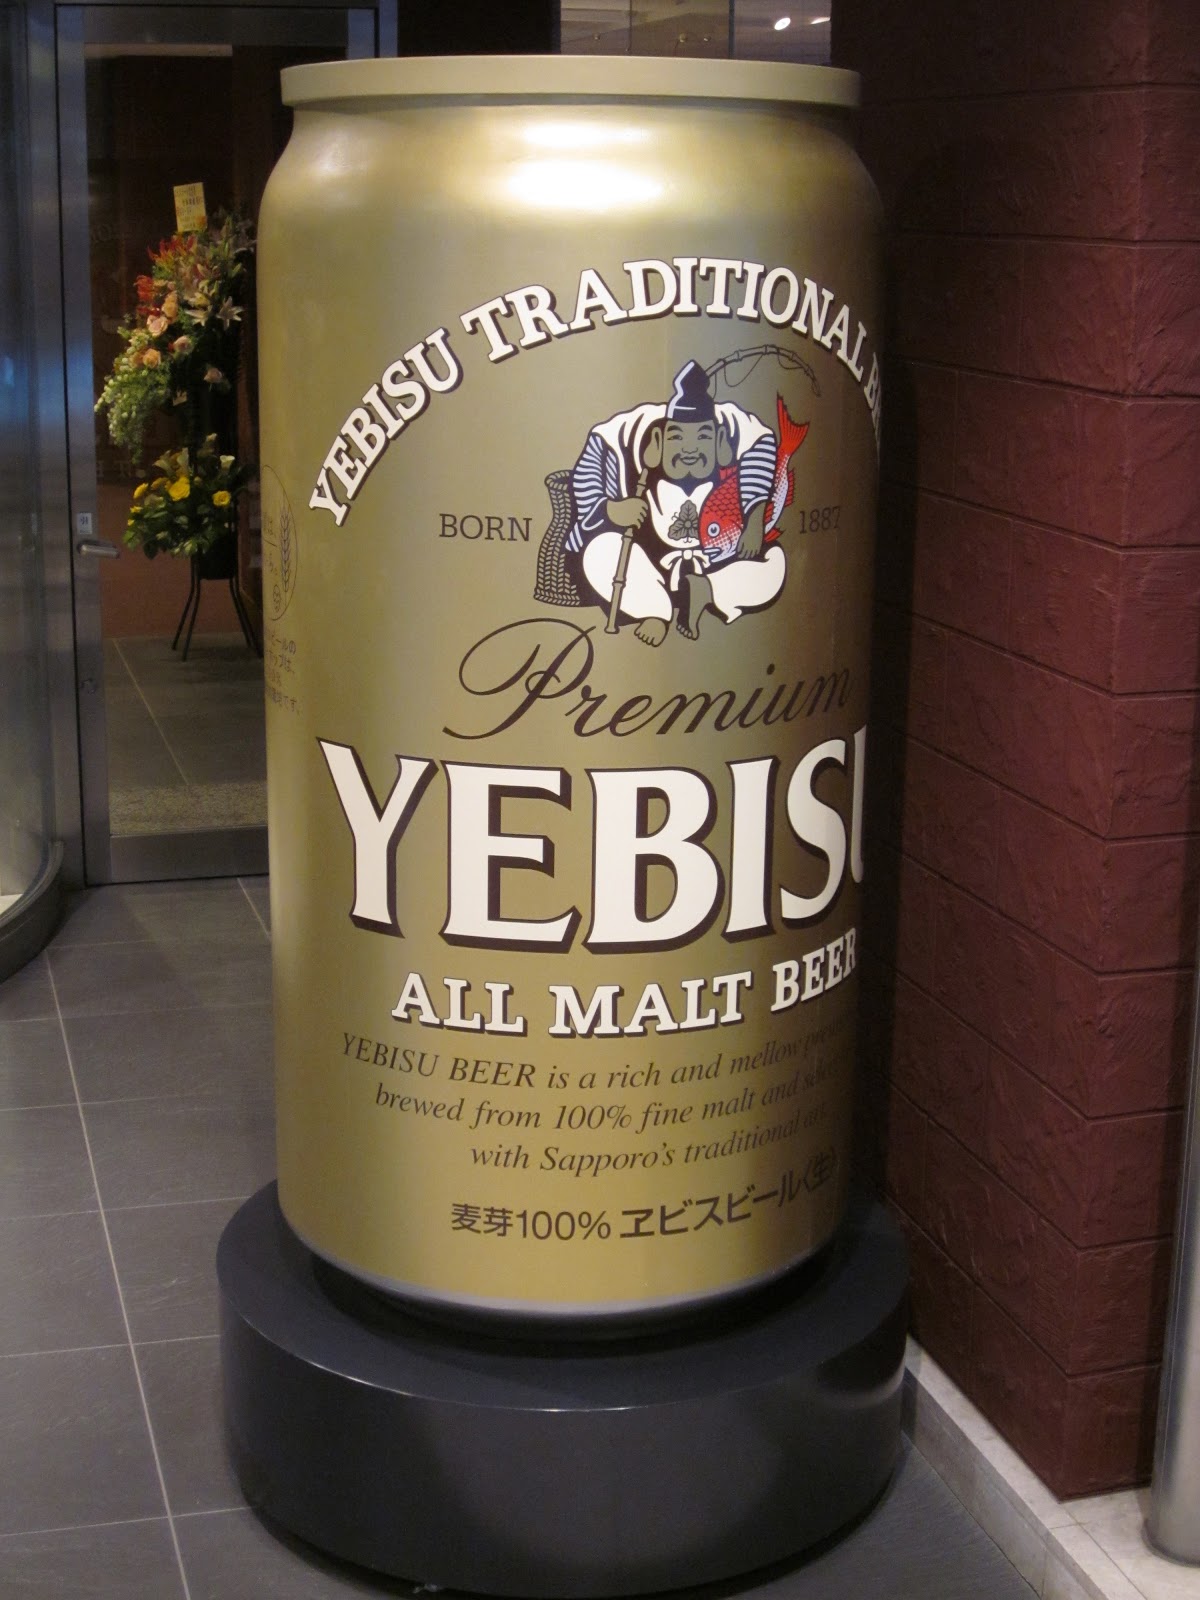 YEBISU TRADITIONAL
BORN 1887
Premium
YEBISU
ALL MALT BEER
YEBISU BEER is a rich and mellow
brewed from 100% fine malt and
with Sapporo's traditional
麦芽100% ヱビスビール〈生〉